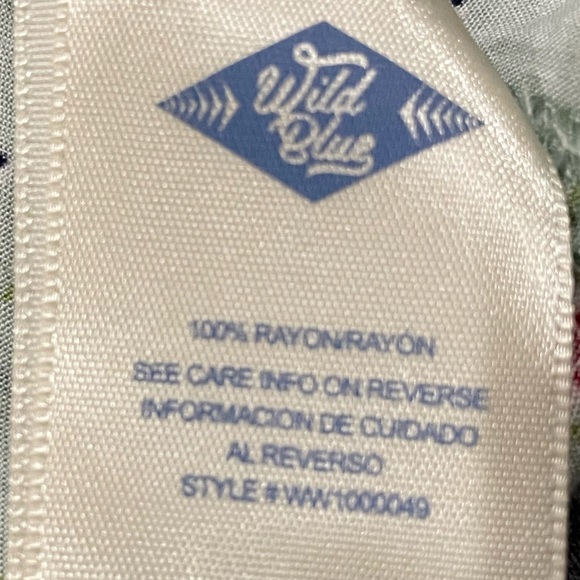 Wild
Blue
100% RAYON/RAYÓN
SEE CARE INFO ON REVERSE
INFORMACION DE CUIDADO
AL REVERSO
STYLE # WW1000049